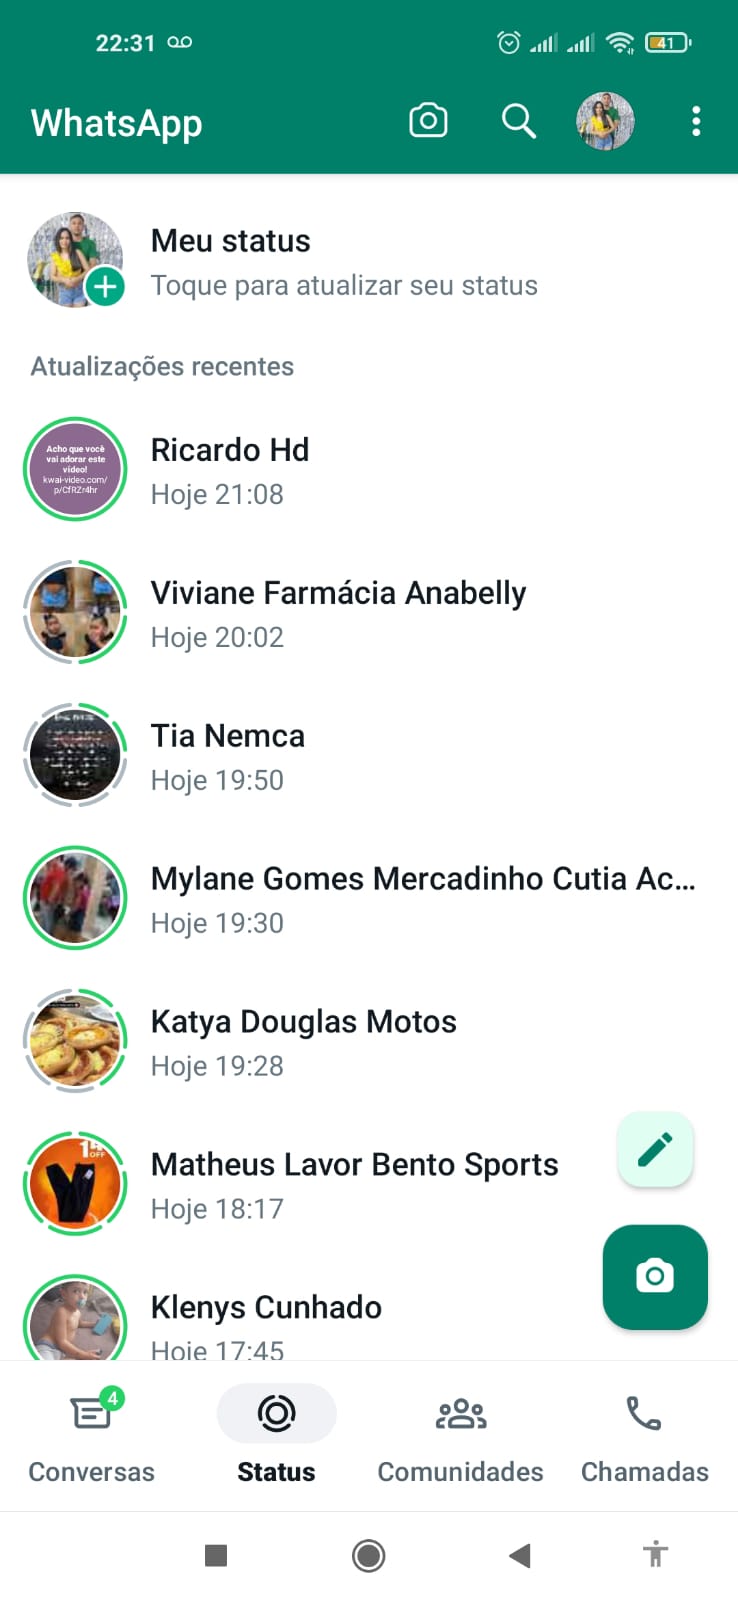 22:31
41
WhatsApp
Meu status
Toque para atualizar seu status
Atualizações recentes
Acho que você
vai adorar este
vídeo!
kwai-video.com/
p/CfRZr4hr
Ricardo Hd
Hoje 21:08
Viviane Farmácia Anabelly
Hoje 20:02
Tia Nemca
Hoje 19:50
Mylane Gomes Mercadinho Cutia Ac...
Hoje 19:30
Katya Douglas Motos
Hoje 19:28
OFF
Matheus Lavor Bento Sports
Hoje 18:17
Klenys Cunhado
Hoje 17:45
4
Conversas
Status
Comunidades
Chamadas